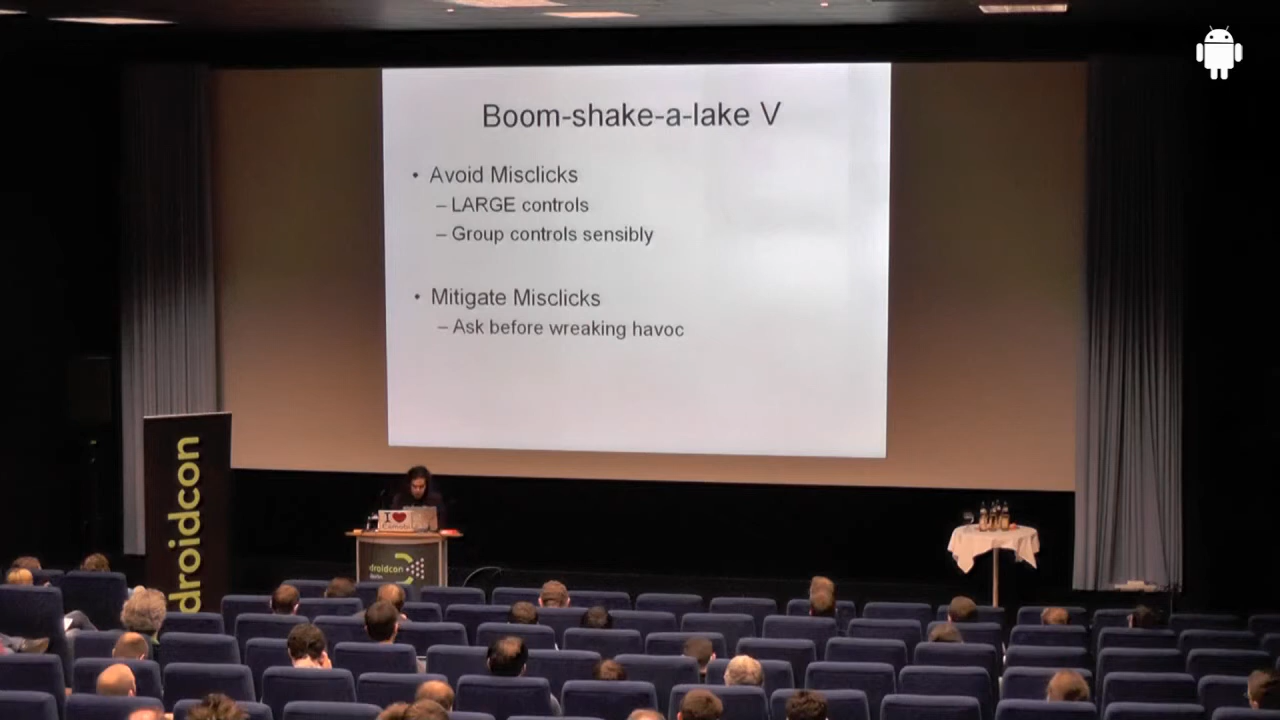 Boom-shake-a-lake V
• Avoid Misclicks
– LARGE controls
– Group controls sensibly
• Mitigate Misclicks
– Ask before wreaking havoc
droidcon
I
droidcon